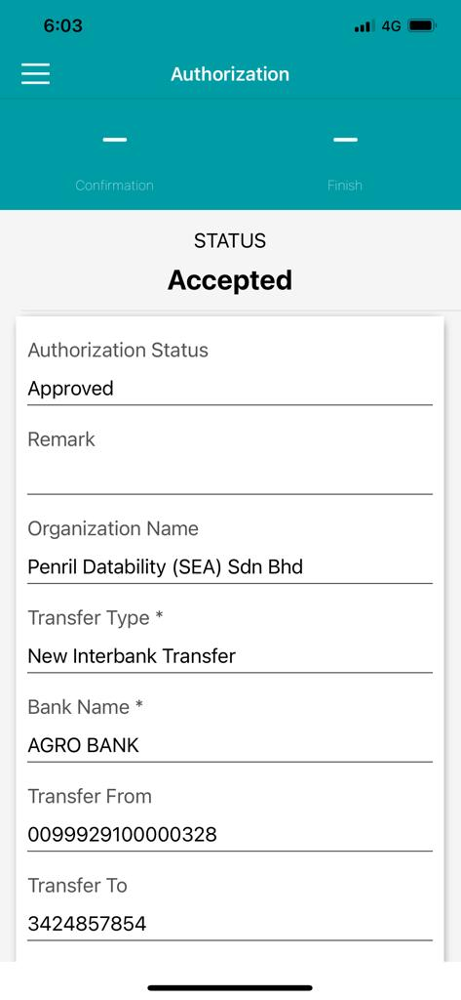 6:03
4G
Authorization
Confirmation
Finish
STATUS
Accepted
Authorization Status
Approved
Remark
Organization Name
Penril Datability (SEA) Sdn Bhd
Transfer Type *
New Interbank Transfer
Bank Name *
AGRO BANK
Transfer From
0099929100000328
Transfer To
3424857854